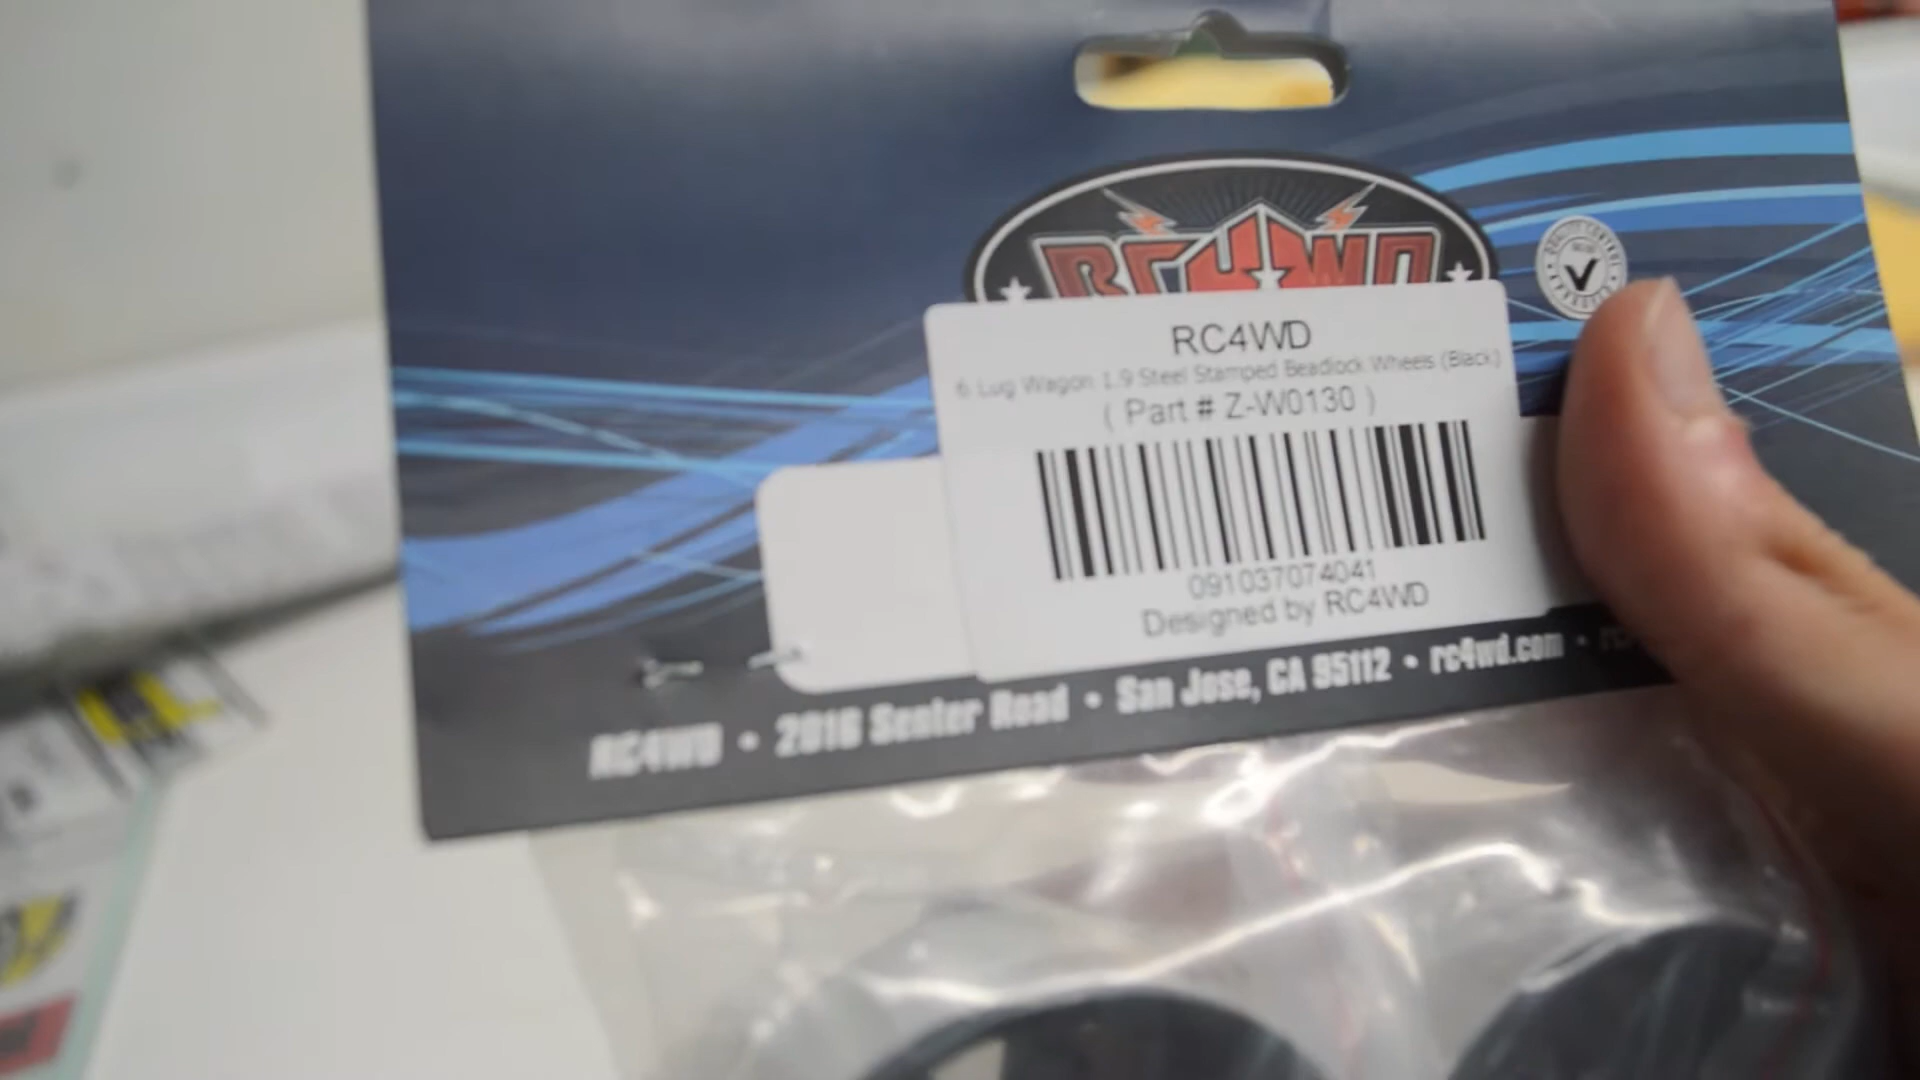 RC4WD
RC4WD
6 Lug Wagon 1.9 Steel Stamped Beadlock Wheels (Black)
( Part # Z-W0130 )
091037074041
Designed by RC4WD
RC4WD • 2016 Senter Road • San Jose, CA 95112 • rc4wd.com •